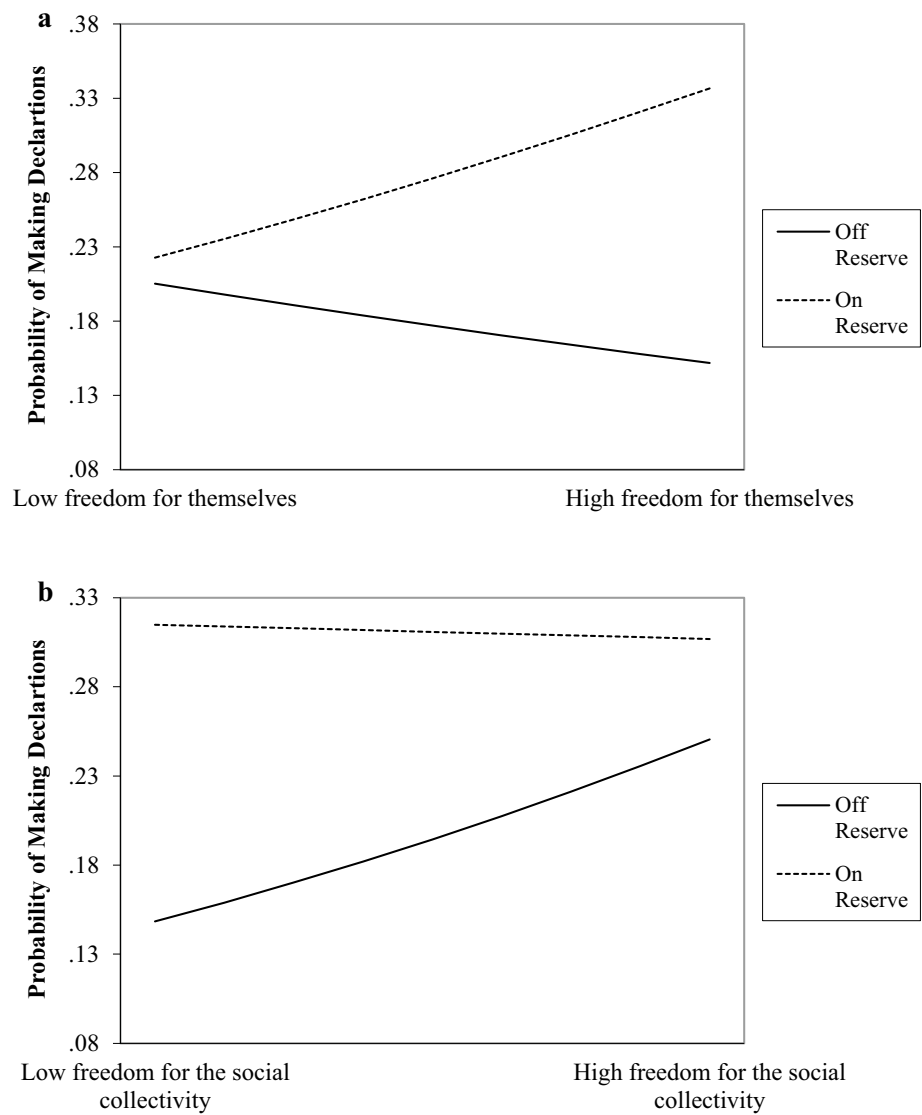 a
.38
.33
.28
.23
.18
.13
.08
Probability of Making Declartions
Low freedom for themselves
High freedom for themselves
Off
Reserve
On
Reserve
b
.33
.28
.23
.18
.13
.08
Probability of Making Declartions
Low freedom for the social
collectivity
High freedom for the social
collectivity
Off
Reserve
On
Reserve